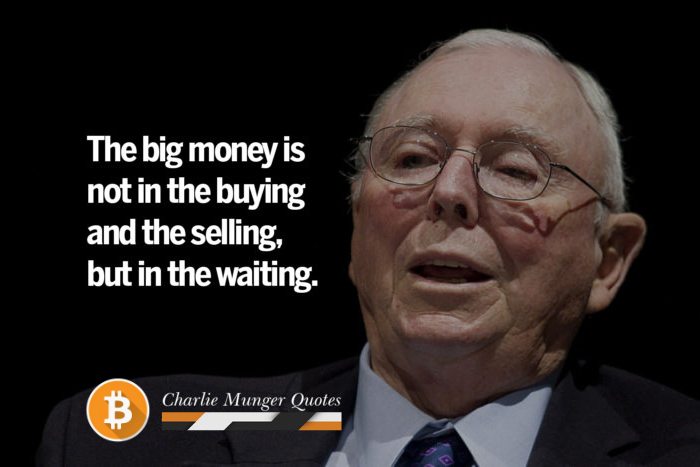 The big money is
not in the buying
and the selling,
but in the waiting.
Charlie Munger Quotes